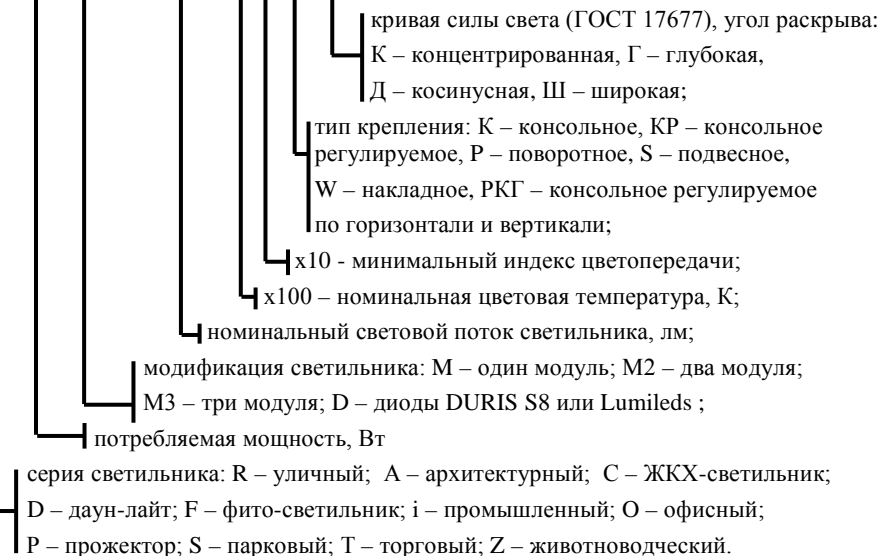 кривая силы света (ГОСТ 17677), угол раскрыва:
К – концентрированная, Г – глубокая,
Д – косинусная, Ш – широкая;
тип крепления: К – консольное, КР – консольное
регулируемое, Р – поворотное, S – подвесное,
W – накладное, РКГ – консольное регулируемое
по горизонтали и вертикали;
х10 - минимальный индекс цветопередачи;
х100 – номинальная цветовая температура, К;
номинальный световой поток светильника, лм;
модификация светильника: М – один модуль; М2 – два модуля;
М3 – три модуля; D – диоды DURIS S8 или Lumileds ;
потребляемая мощность, Вт
серия светильника: R – уличный; А – архитектурный; С – ЖКХ-светильник;
D – даун-лайт; F – фито-светильник; i – промышленный; О – офисный;
Р – прожектор; S – парковый; Т – торговый; Z – животноводческий.